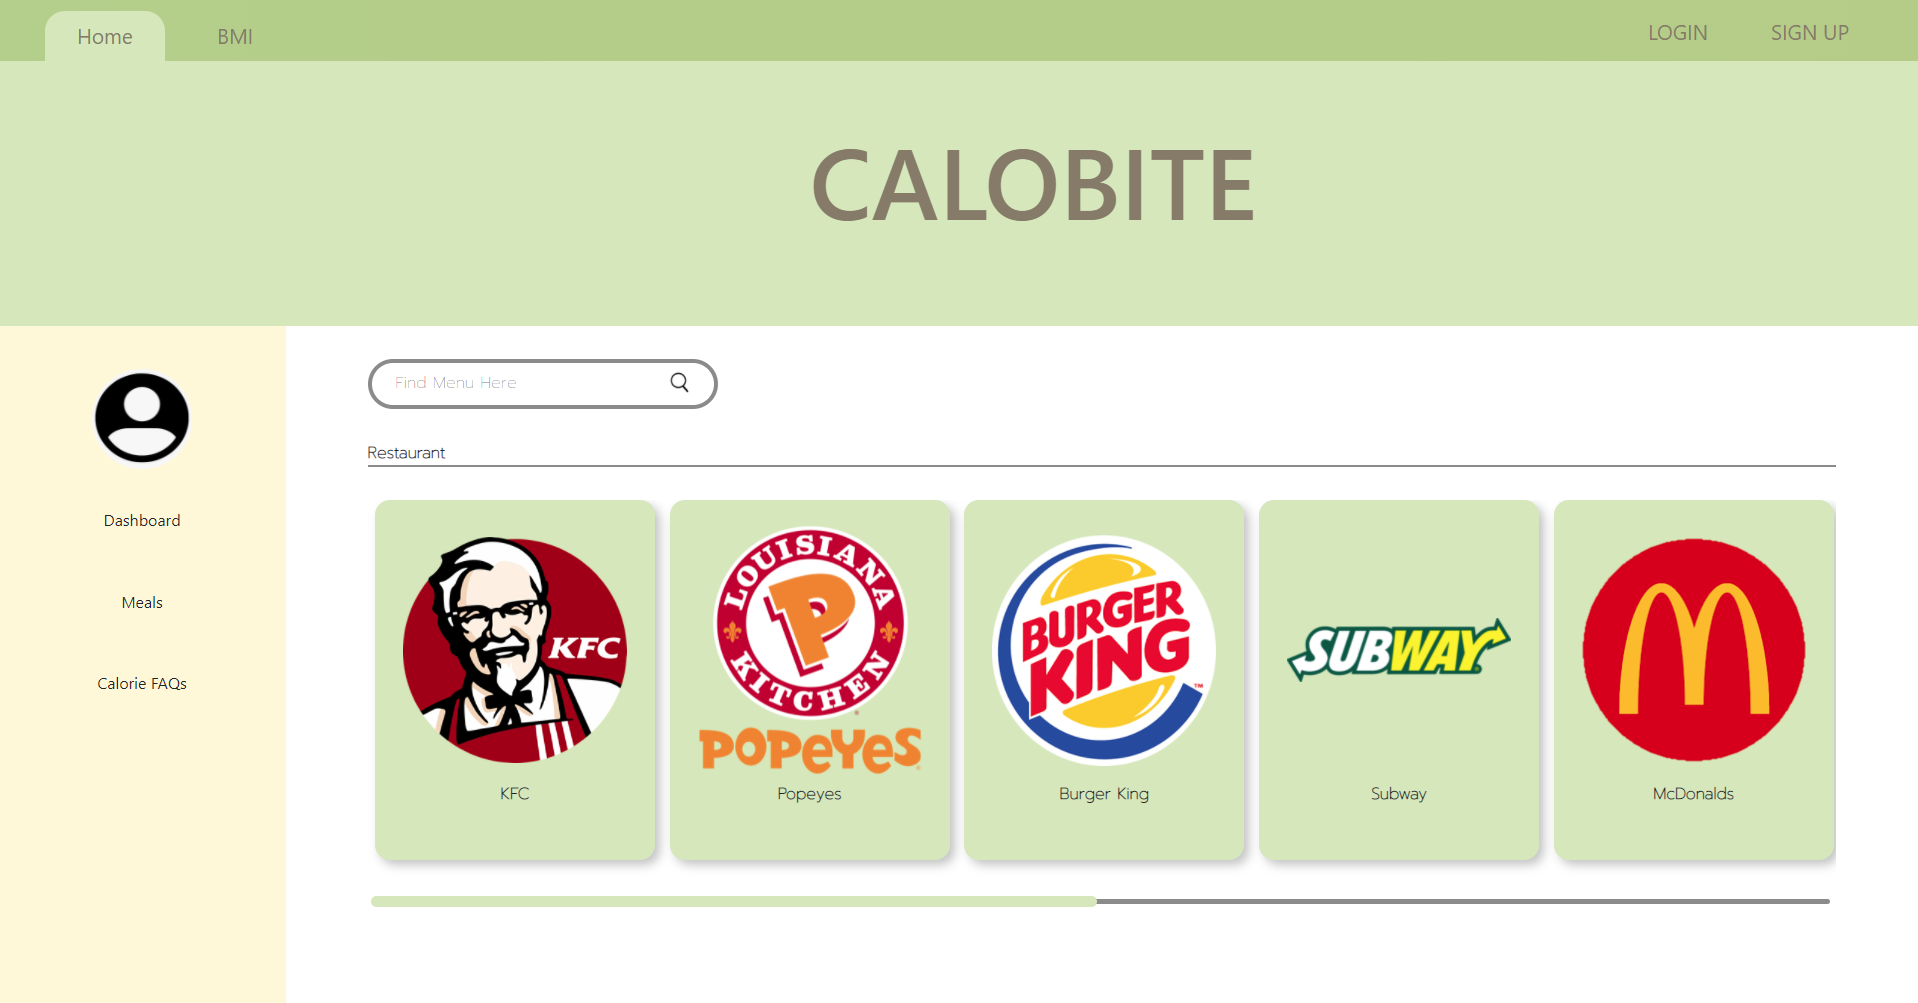 Home
BMI
LOGIN
SIGN UP
CALOBITE
Find Menu Here
Restaurant
Dashboard
Meals
Calorie FAQs
KFC
LOUISIANA
P
KITCHEN
POPEYES
BURGER
KING
™
SUBWAY
M
KFC
Popeyes
Burger King
Subway
McDonalds